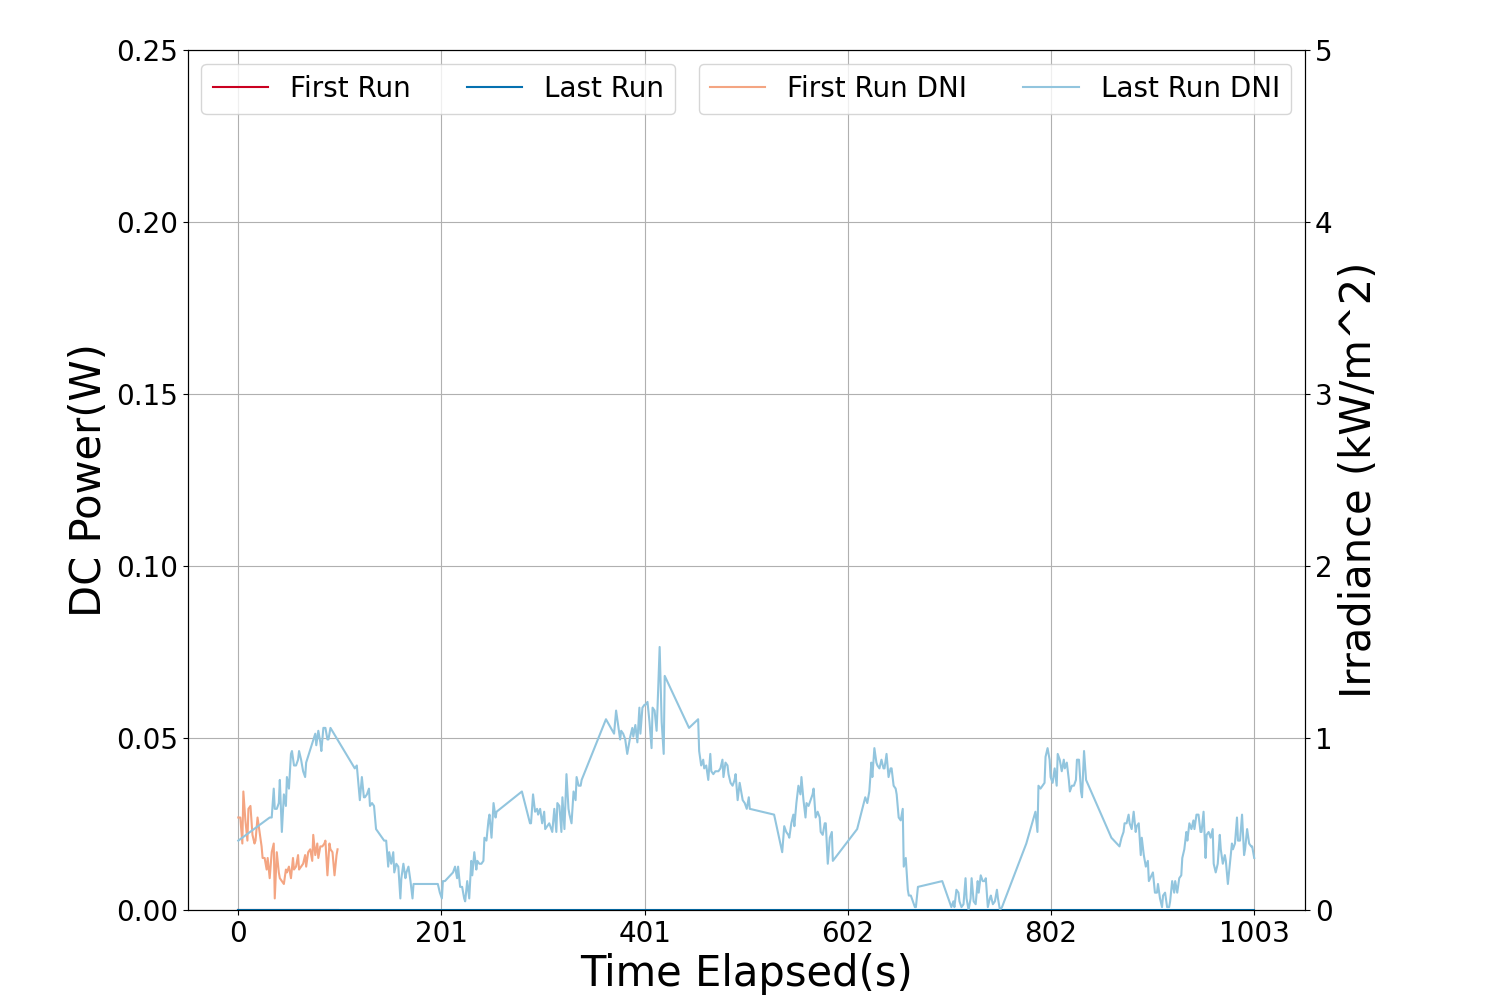 First Run
Last Run
First Run DNI
Last Run DNI
DC Power(W)
0.25
0.20
0.15
0.10
0.05
0.00
Irradiance (kW/m^2)
5
4
3
2
1
0
0
201
401
602
802
1003
Time Elapsed(s)